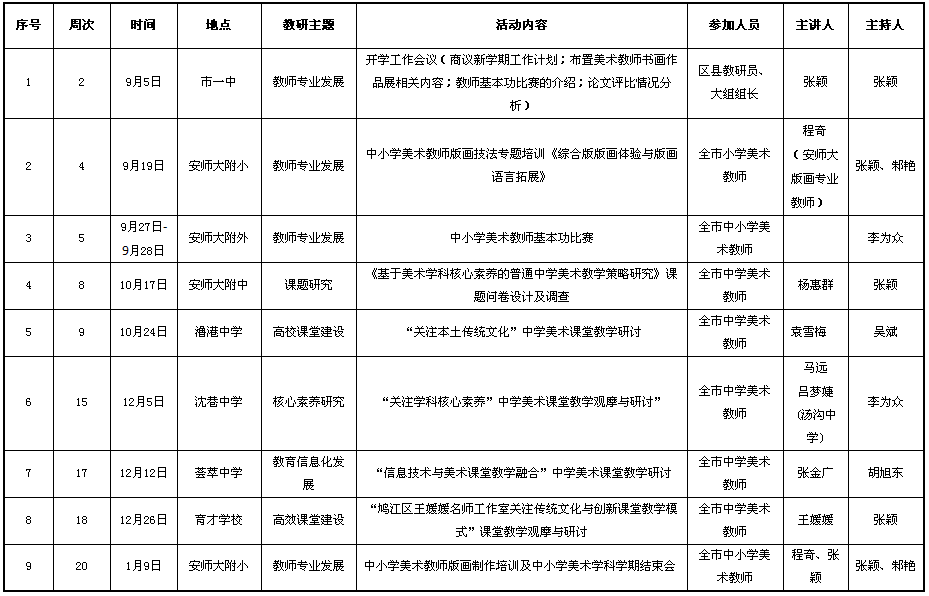 序号 周次 时间 地点 教研主题 活动内容 参加人员 主讲人 主持人
1 2 9月5日 市一中 教师专业发展 开学工作会议（商议新学期工作计划；布置美术教师书画作
品展相关内容；教师基本功比赛的介绍；论文评比情况分
析） 区县教研员、
大组组长 张颖 张颖
2 4 9月19日 安师大附小 教师专业发展 中小学美术教师版画技法专题培训《综合版版画体验与版画
语言拓展》 全市小学美术
教师 程奇
（安师大
版画专业
教师） 张颖、邾艳
3 5 9月27日-
9月28日 安师大附外 教师专业发展 中小学美术教师基本功比赛 全市中小学美
术教师 李为众
4 8 10月17日 安师大附中 课题研究 《基于美术学科核心素养的普通中学美术教学策略研究》课
题问卷设计及调查 全市中学美术
教师 杨惠群 张颖
5 9 10月24日 澛港中学 高校课堂建设 “关注本土传统文化”中学美术课堂教学研讨 全市中学美术
教师 袁雪梅 吴斌
6 15 12月5日 沈巷中学 核心素养研究 “关注学科核心素养”中学美术课堂教学观摩与研讨” 全市中学美术
教师 马远
吕梦婕
(汤沟中
学) 李为众
7 17 12月12日 荟萃中学 教育信息化发
展 “信息技术与美术课堂教学融合”中学美术课堂教学研讨 全市中学美术
教师 张金广 胡旭东
8 18 12月26日 育才学校 高效课堂建设 “鸠江区王媛媛名师工作室关注传统文化与创新课堂教学模
式”课堂教学观摩与研讨 全市中学美术
教师 王媛媛 张颖
9 20 1月9日 安师大附小 教师专业发展 中小学美术教师版画制作培训及中小学美术学科学期结束会 全市中小学美
术教师 程奇、张
颖 张颖、邾艳